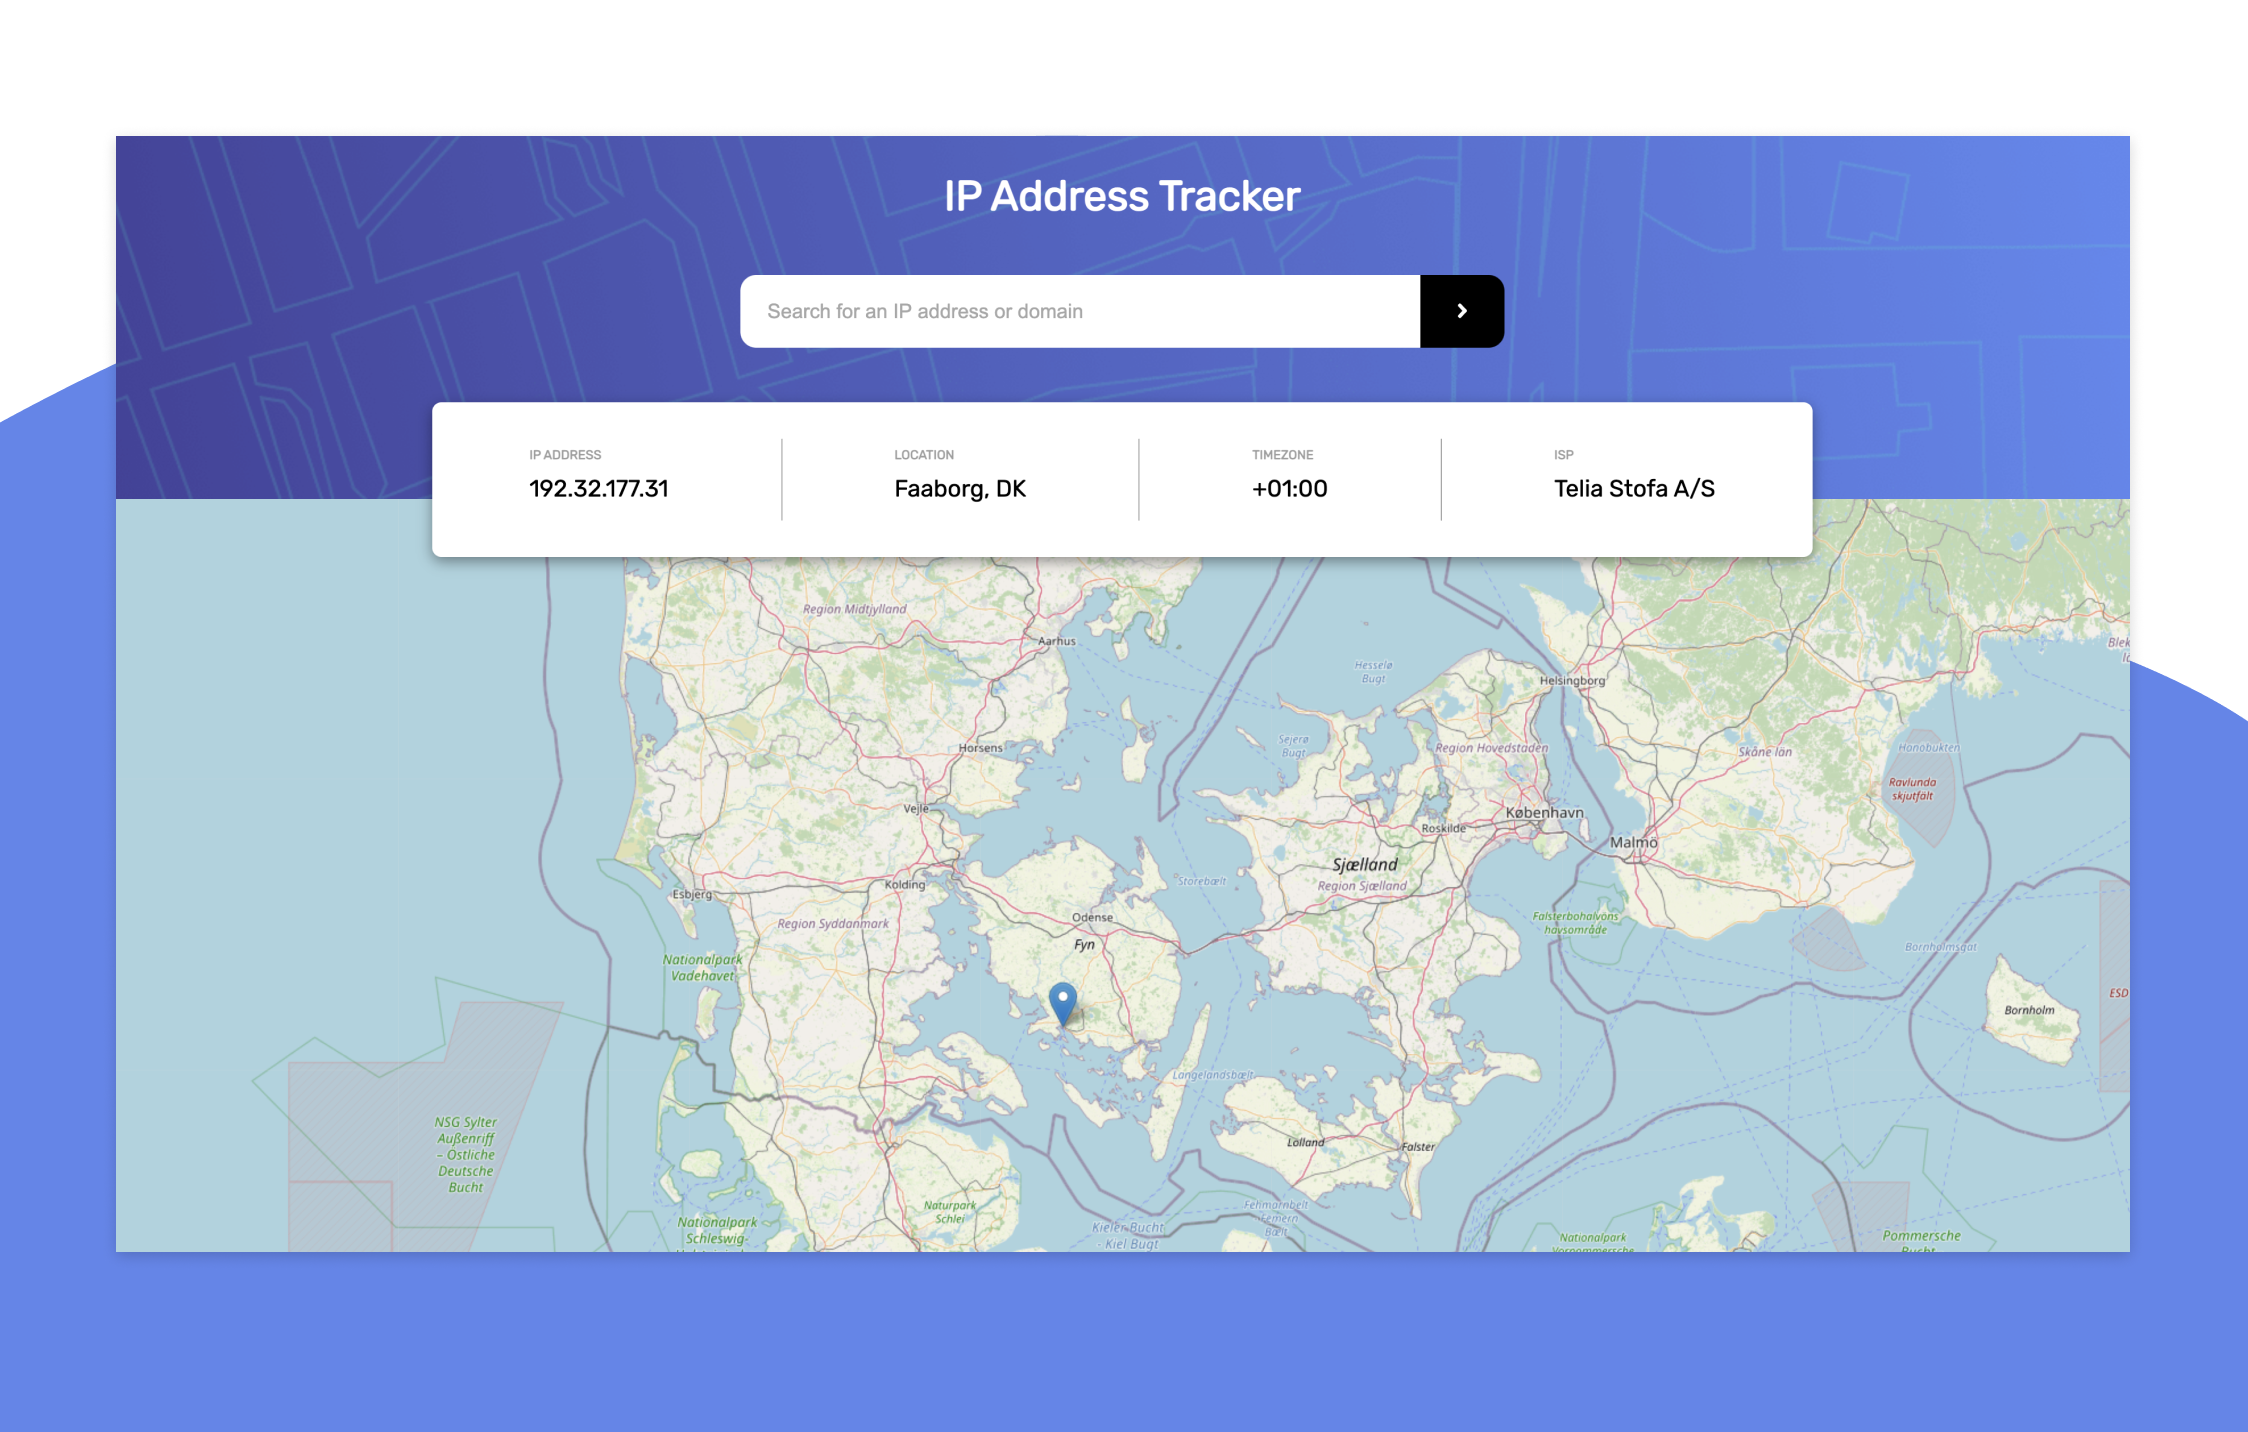 IP Address Tracker
Search for an IP address or domain
IP ADDRESS
192.32.177.31
LOCATION
Faaborg, DK
TIMEZONE
+01:00
ISP
Telia Stofa A/S
Region Midtjylland
Aarhus
Hesselø
Bugt
Helsingborg
Blek
Horsens
Sejerø
Bugt
Region Hovedstaden
Skåne län
Hanöbukten
Ravlunda
skjutfält
Vejle
København
Roskilde
Malmö
Sjælland
Region Sjælland
Storebælt
Esbjerg
Kolding
Odense
Fyn
Region Syddanmark
Falsterbohalvöns
havsområde
Bornholmsgat
Nationalpark
Vadehavet
ESD
Bornholm
Langelandsbælt
NSG Sylter
Außenriff
– Östliche
Deutsche
Bucht
Lolland
Falster
Naturpark
Schlei
Fehmarnbelt
Femern
Bælt
Nationalpark
Schleswig-
Kieler Bucht
- Kiel Bugt
Nationalpark
Vorpommersche
Pommersche
Bucht